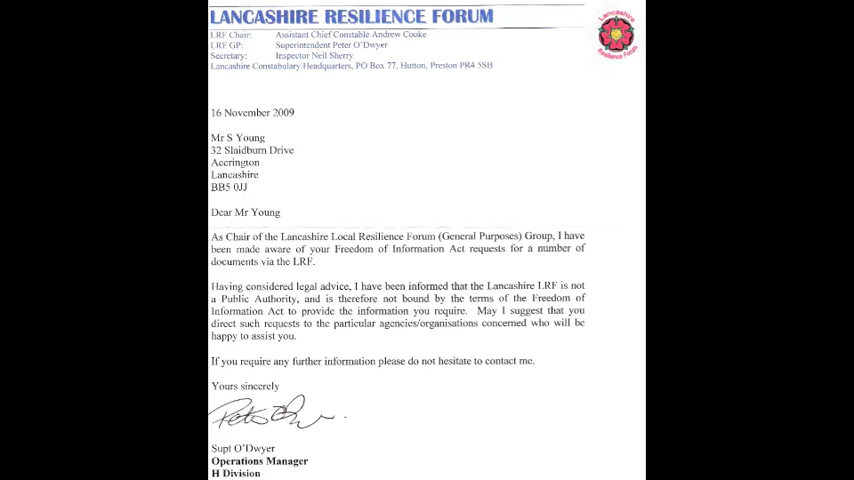 LANCASHIRE RESILIENCE FORUM
LRF Chair: Assistant Chief Constable Andrew Cooke
LRF GP: Superintendent Peter O'Dwyer
Secretary: Inspector Neil Sherry
Lancashire Constabulary Headquarters, PO Box 77, Hutton, Preston PR4 5SB
Lancashire
Resilience Forum
16 November 2009
Mr S Young
32 Slaidburn Drive
Accrington
Lancashire
BB5 0JJ
Dear Mr Young
As Chair of the Lancashire Local Resilience Forum (General Purposes) Group, I have
been made aware of your Freedom of Information Act requests for a number of
documents via the LRF.
Having considered legal advice, I have been informed that the Lancashire LRF is not
a Public Authority, and is therefore not bound by the terms of the Freedom of
Information Act to provide the information you require. May I suggest that you
direct such requests to the particular agencies/organisations concerned who will be
happy to assist you.
If you require any further information please do not hesitate to contact me.
Yours sincerely
Supt O'Dwyer
Operations Manager
H Division